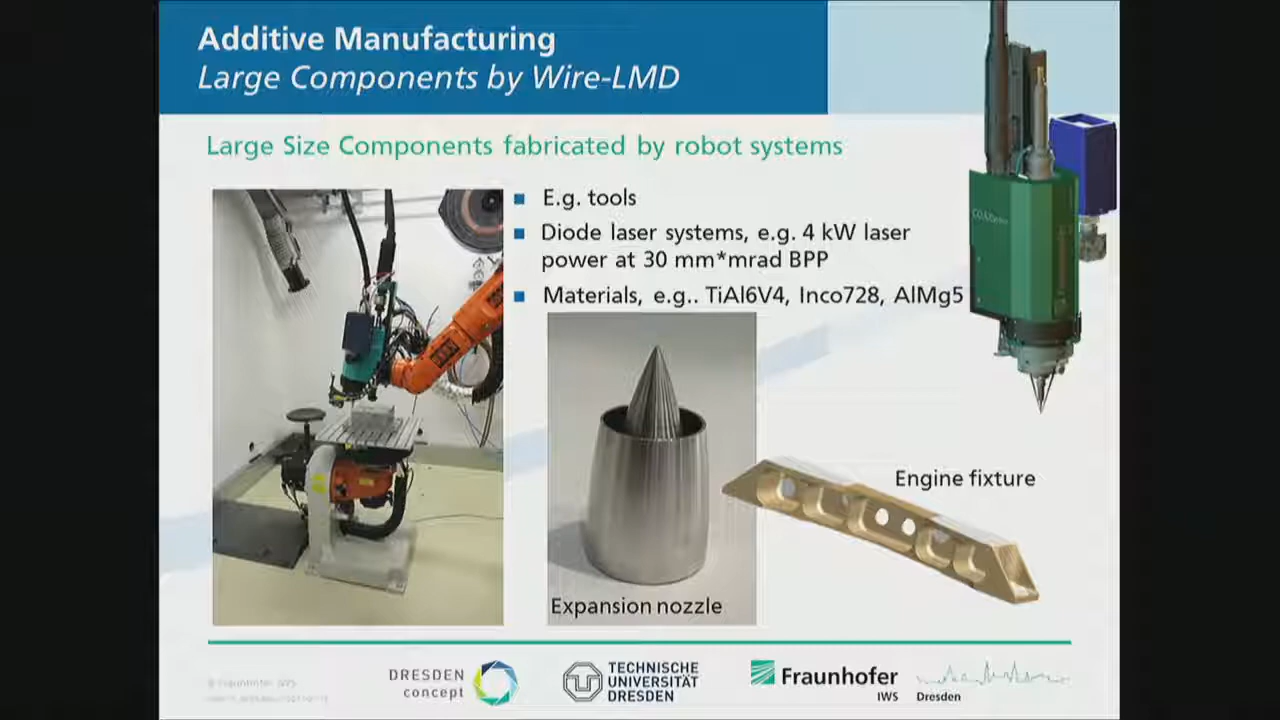 Additive Manufacturing
Large Components by Wire-LMD
Large Size Components fabricated by robot systems
E.g. tools
Diode laser systems, e.g. 4 kW laser
power at 30 mm*mrad BPP
Materials, e.g.. TiAl6V4, Inco728, AlMg5
Engine fixture
Expansion nozzle
© Fraunhofer IWS
DRESDEN
concept
TECHNISCHE
UNIVERSITÄT
DRESDEN
Fraunhofer
IWS
Dresden